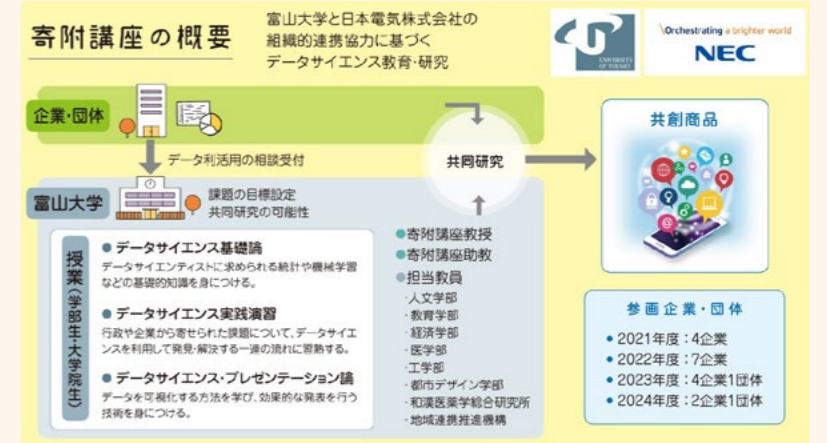 寄附講座の概要
富山大学と日本電気株式会社の
組織的連携協力に基づく
データサイエンス教育・研究
UNIVERSITY
OF TOYAMA
\Orchestrating a brighter world
NEC
企業・団体
データ利活用の相談受付
共同研究
共創商品
富山大学
課題の目標設定
共同研究の可能性
授業(学部生・大学院生)
● データサイエンス基礎論
データサイエンティストに求められる統計や機械学習
などの基礎的知識を身につける。
● データサイエンス実践演習
行政や企業から寄せられた課題について、データサイエ
ンスを利用して発見・解決する一連の流れに習熟する。
● データサイエンス・プレゼンテーション論
データを可視化する方法を学び、効果的な発表を行う
技術を身につける。
●寄附講座教授
●寄附講座助教
●担当教員
・人文学部
・教育学部
・経済学部
・医学部
・工学部
・都市デザイン学部
・和漢医薬学総合研究所
・地域連携推進機構
参画企業・団体
• 2021年度：4企業
• 2022年度：7企業
• 2023年度：4企業1団体
• 2024年度：2企業1団体